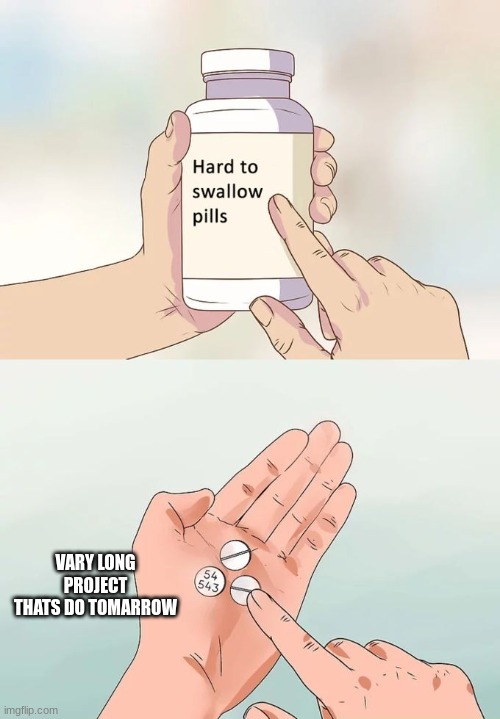 Hard to
swallow
pills
VARY LONG
PROJECT
THATS DO TOMARROW
54
543
imgflip.com